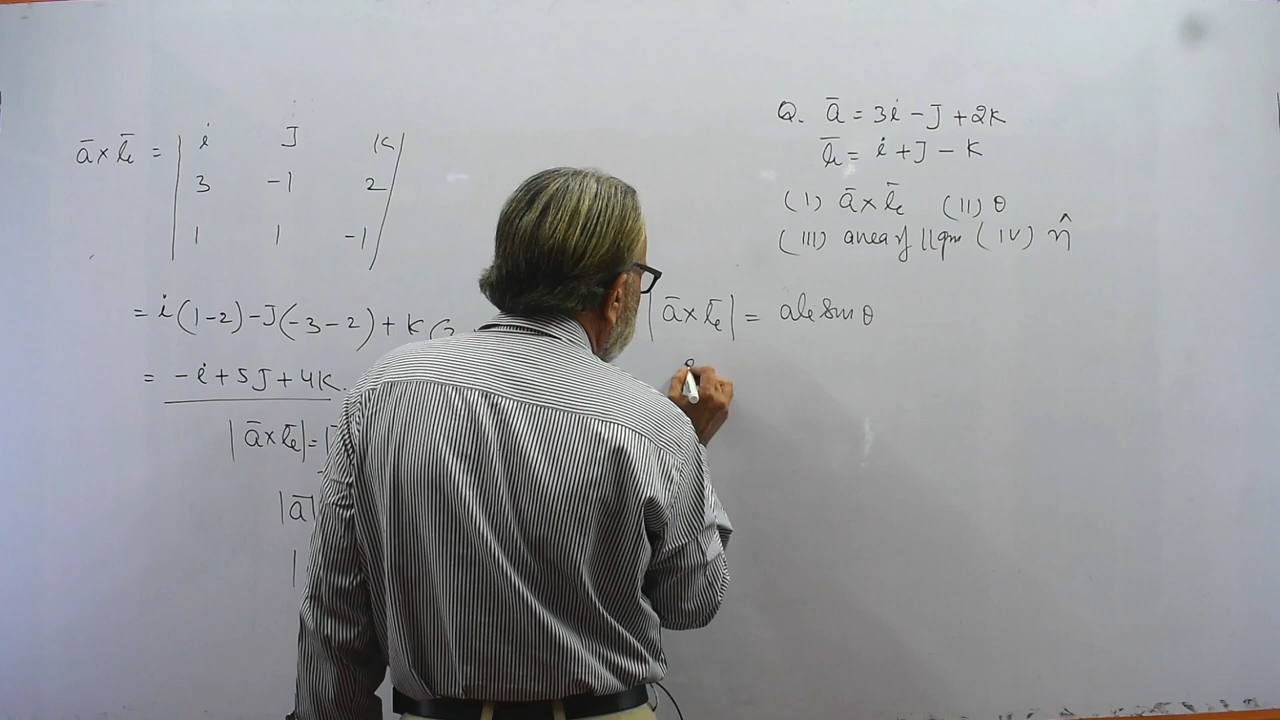 Q. ā = 3i - J + 2K
b̄ = i + J - K
(I) ā × b̄ (II) θ
(III) area of ||gm (IV) n̂
ā × b̄ = | i J K |
| 3 -1 2 |
| 1 1 -1 |
= i(1-2) - J(-3-2) + K(3
= -i + 5J + 4K.
|ā × b̄| =
|ā|
|ā × b̄| = ab sin θ